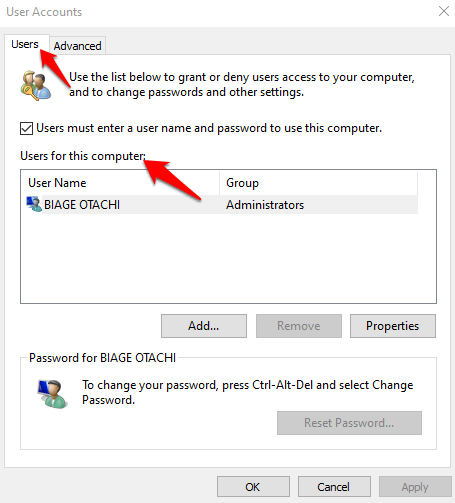 User Accounts
Users Advanced
Use the list below to grant or deny users access to your computer,
and to change passwords and other settings.
Users must enter a user name and password to use this computer.
Users for this computer:
User Name Group
BIAGE OTACHI Administrators
Add... Remove Properties
Password for BIAGE OTACHI
To change your password, press Ctrl-Alt-Del and select Change
Password.
Reset Password...
OK Cancel Apply